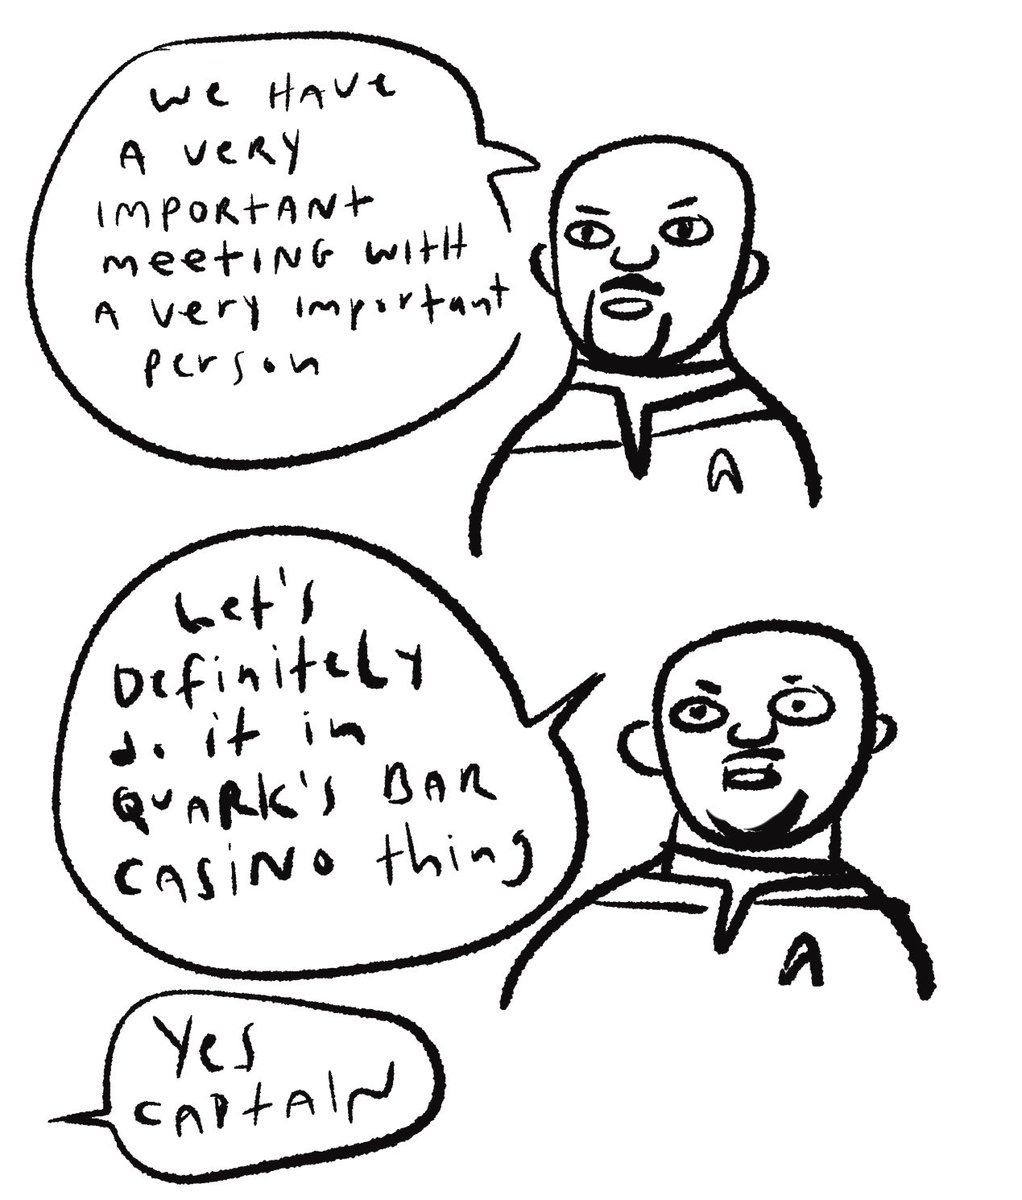 We HAVe
A VeRY
IMPORtANt
meetING WItH
A Very Important
person
Let's
DefinitelY
do it in
QuARK's BAR
CASiNo thing
Yes
CAPtAIN